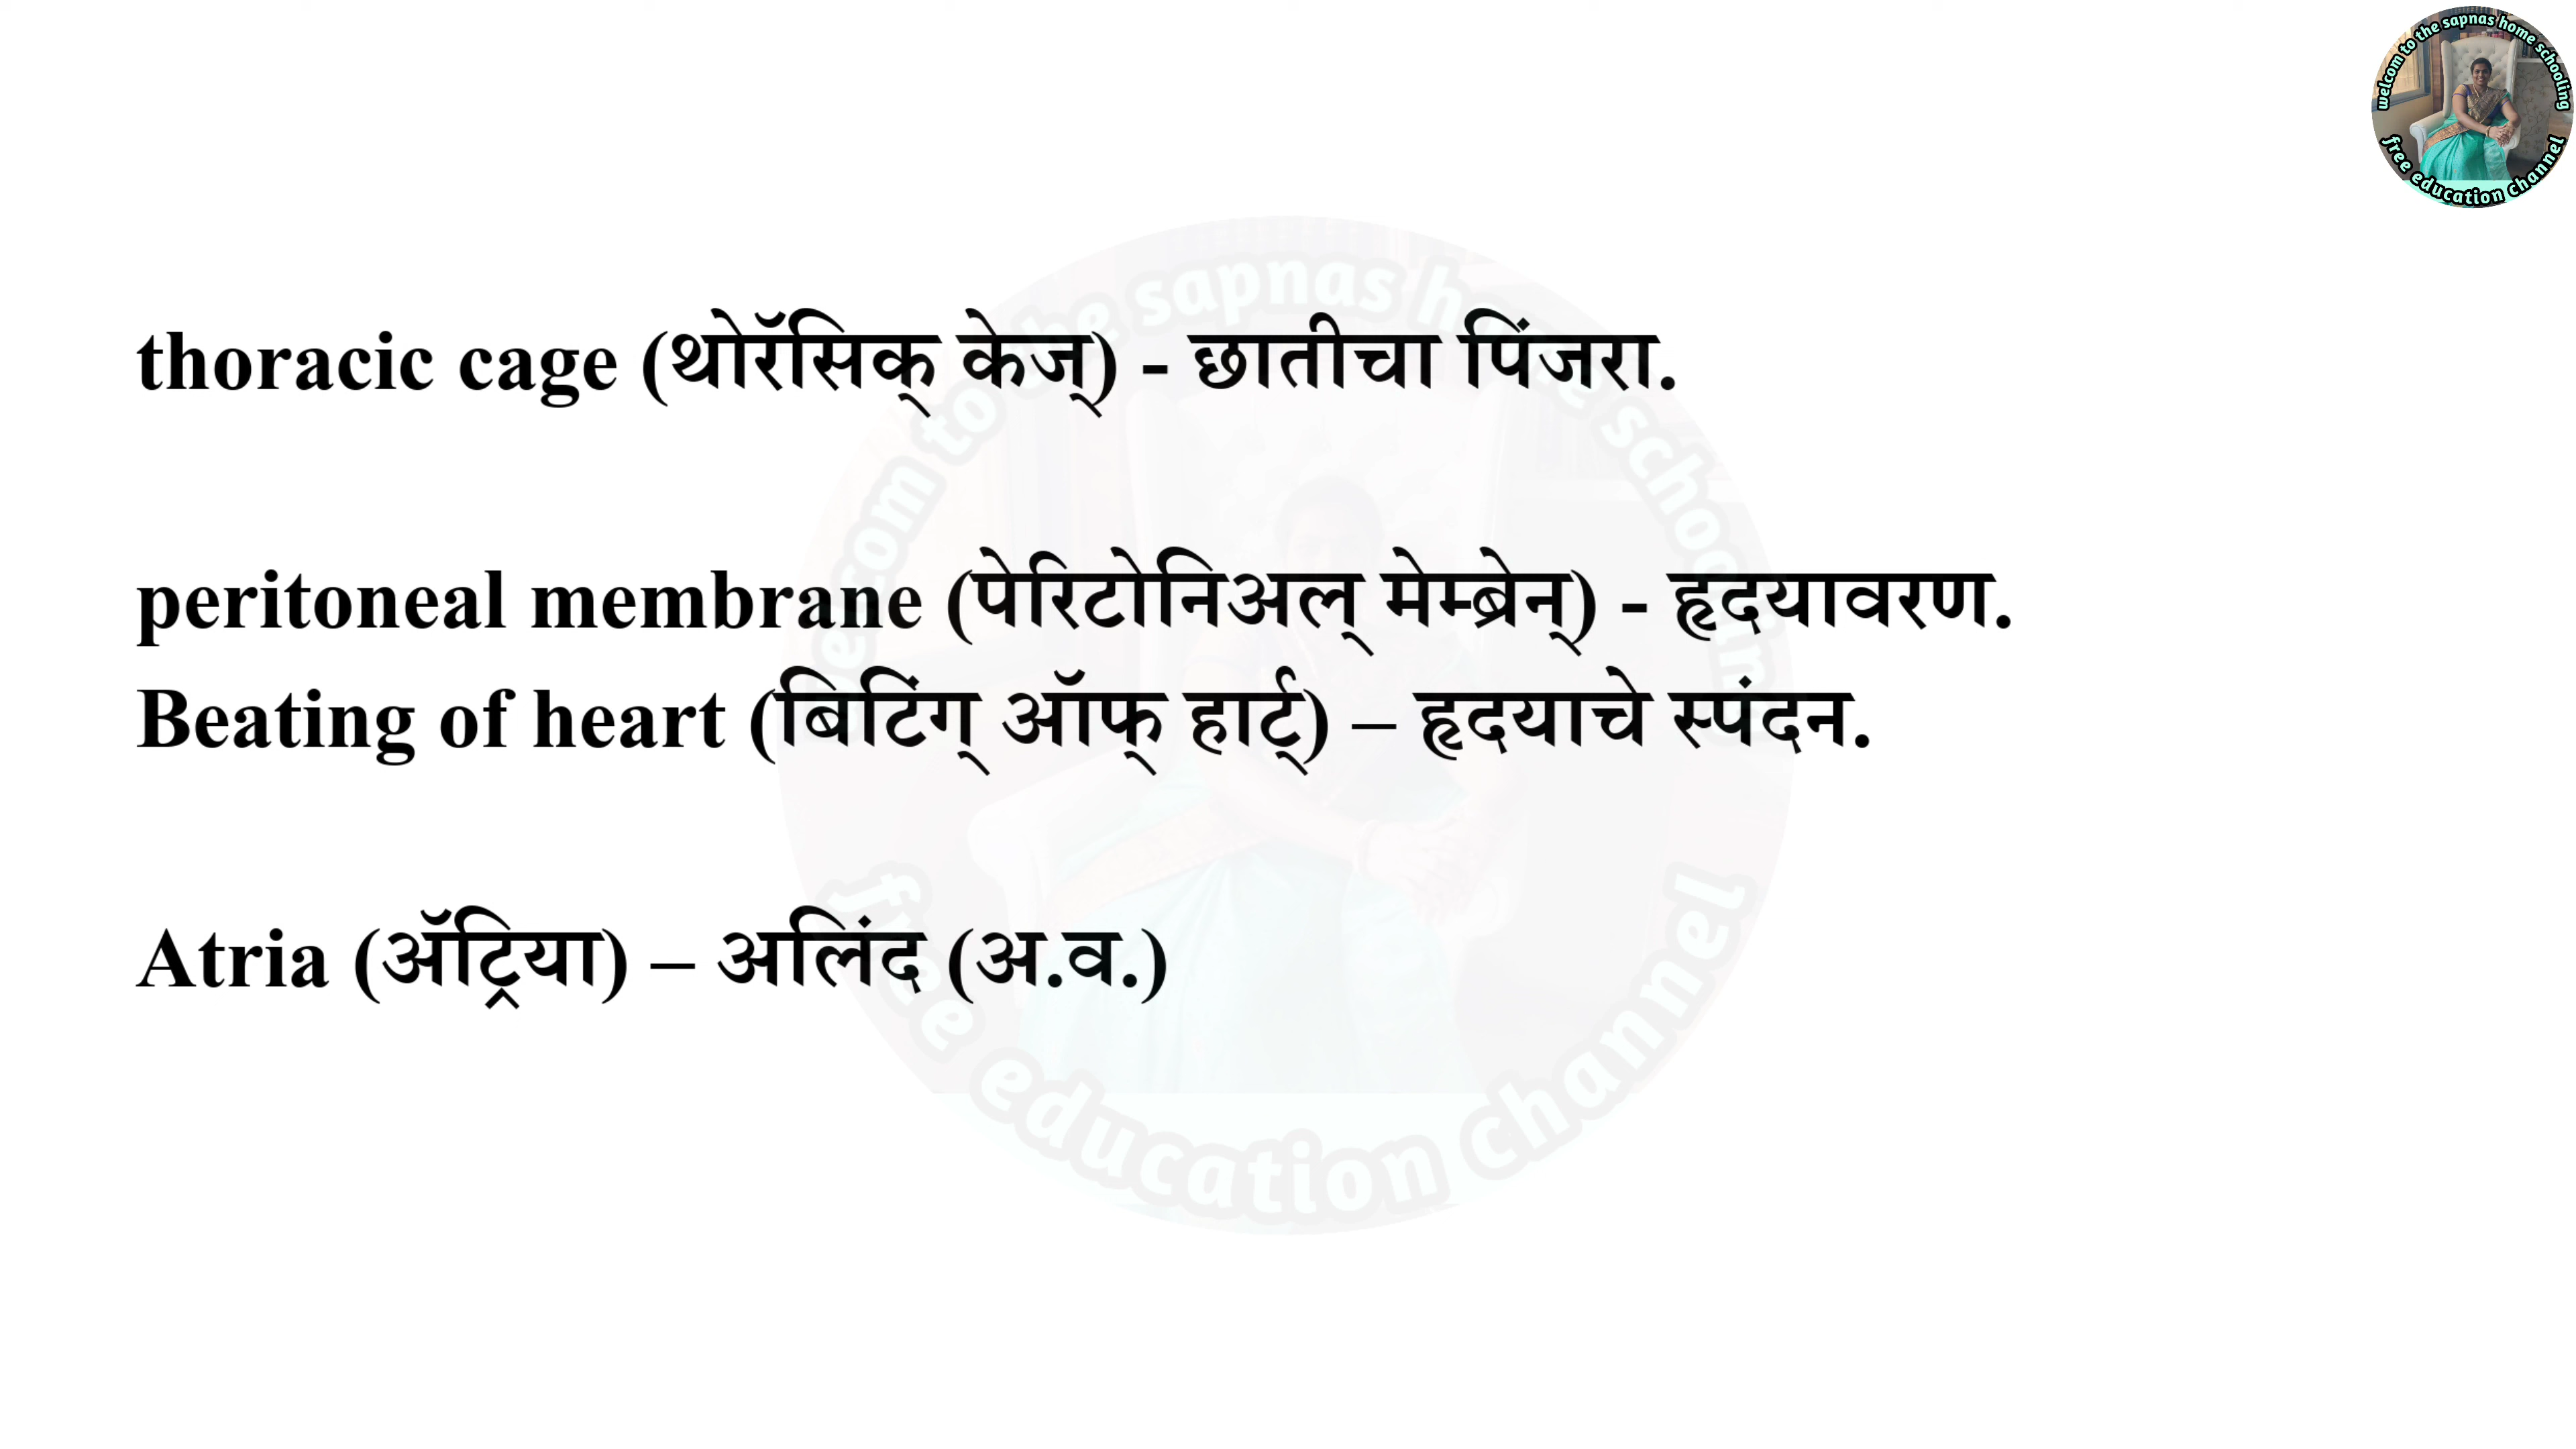 welcom to the sapnas home schooling
free education channel
thoracic cage (थोरॅसिक् केज्) - छातीचा पिंजरा.
peritoneal membrane (पेरिटोनिअल् मेम्ब्रेन्) - हृदयावरण.
Beating of heart (बिटिंग् ऑफ् हार्ट्) – हृदयाचे स्पंदन.
Atria (ॲट्रिया) – अलिंद (अ.व.)